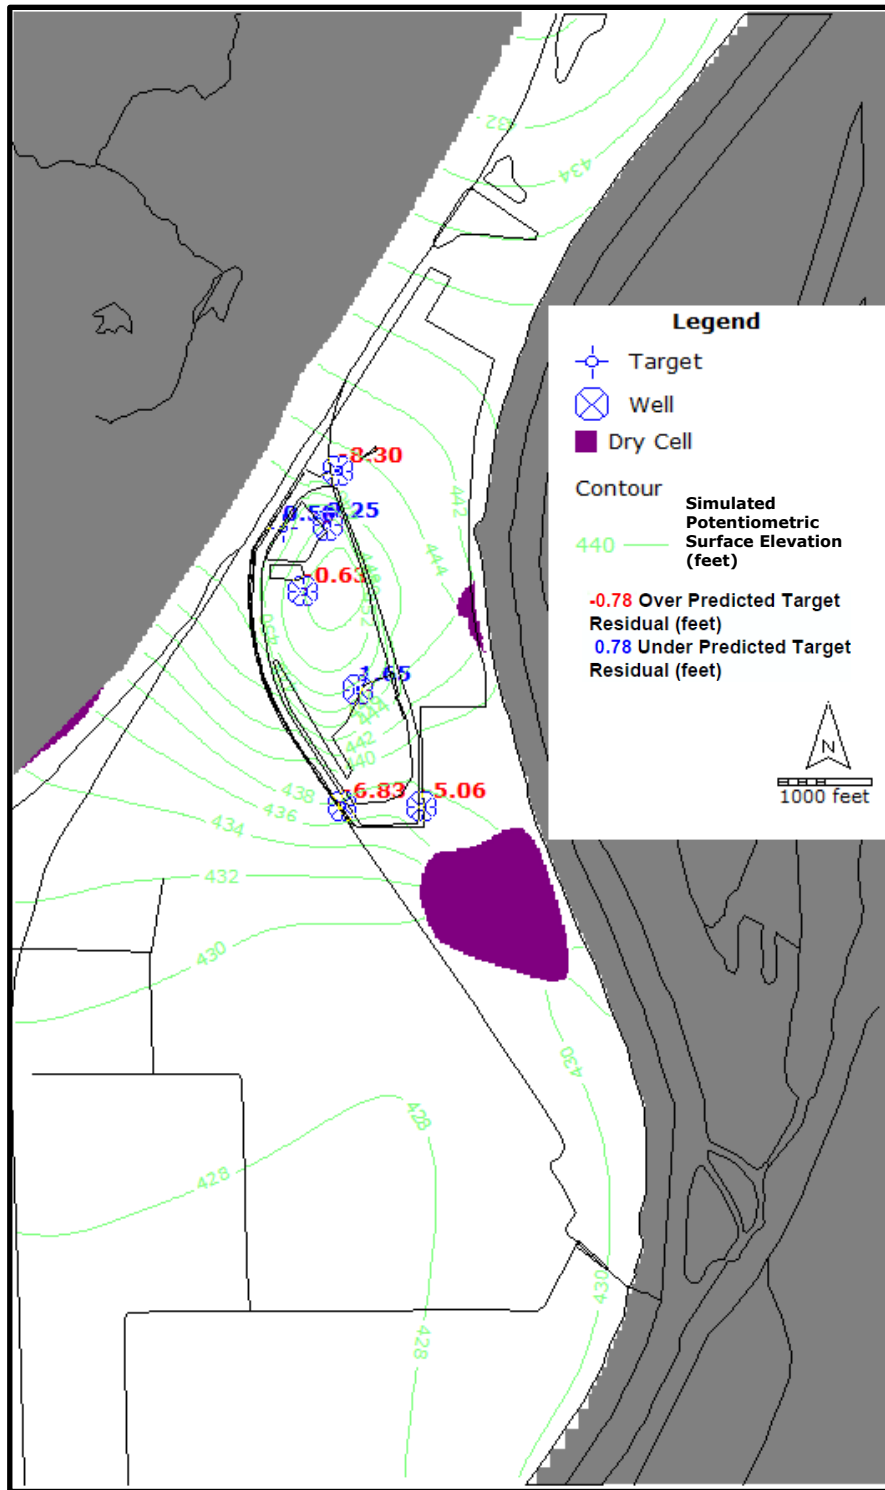 432
434
Legend
Target
Well
Dry Cell
Contour
Simulated
Potentiometric
Surface Elevation
(feet)
440
-0.78 Over Predicted Target
Residual (feet)
0.78 Under Predicted Target
Residual (feet)
N
1000 feet
-8.30
442
444
-0.63
450
1.65
444
442
440
438
-6.83
-5.06
436
434
432
430
430
428
428
430
428